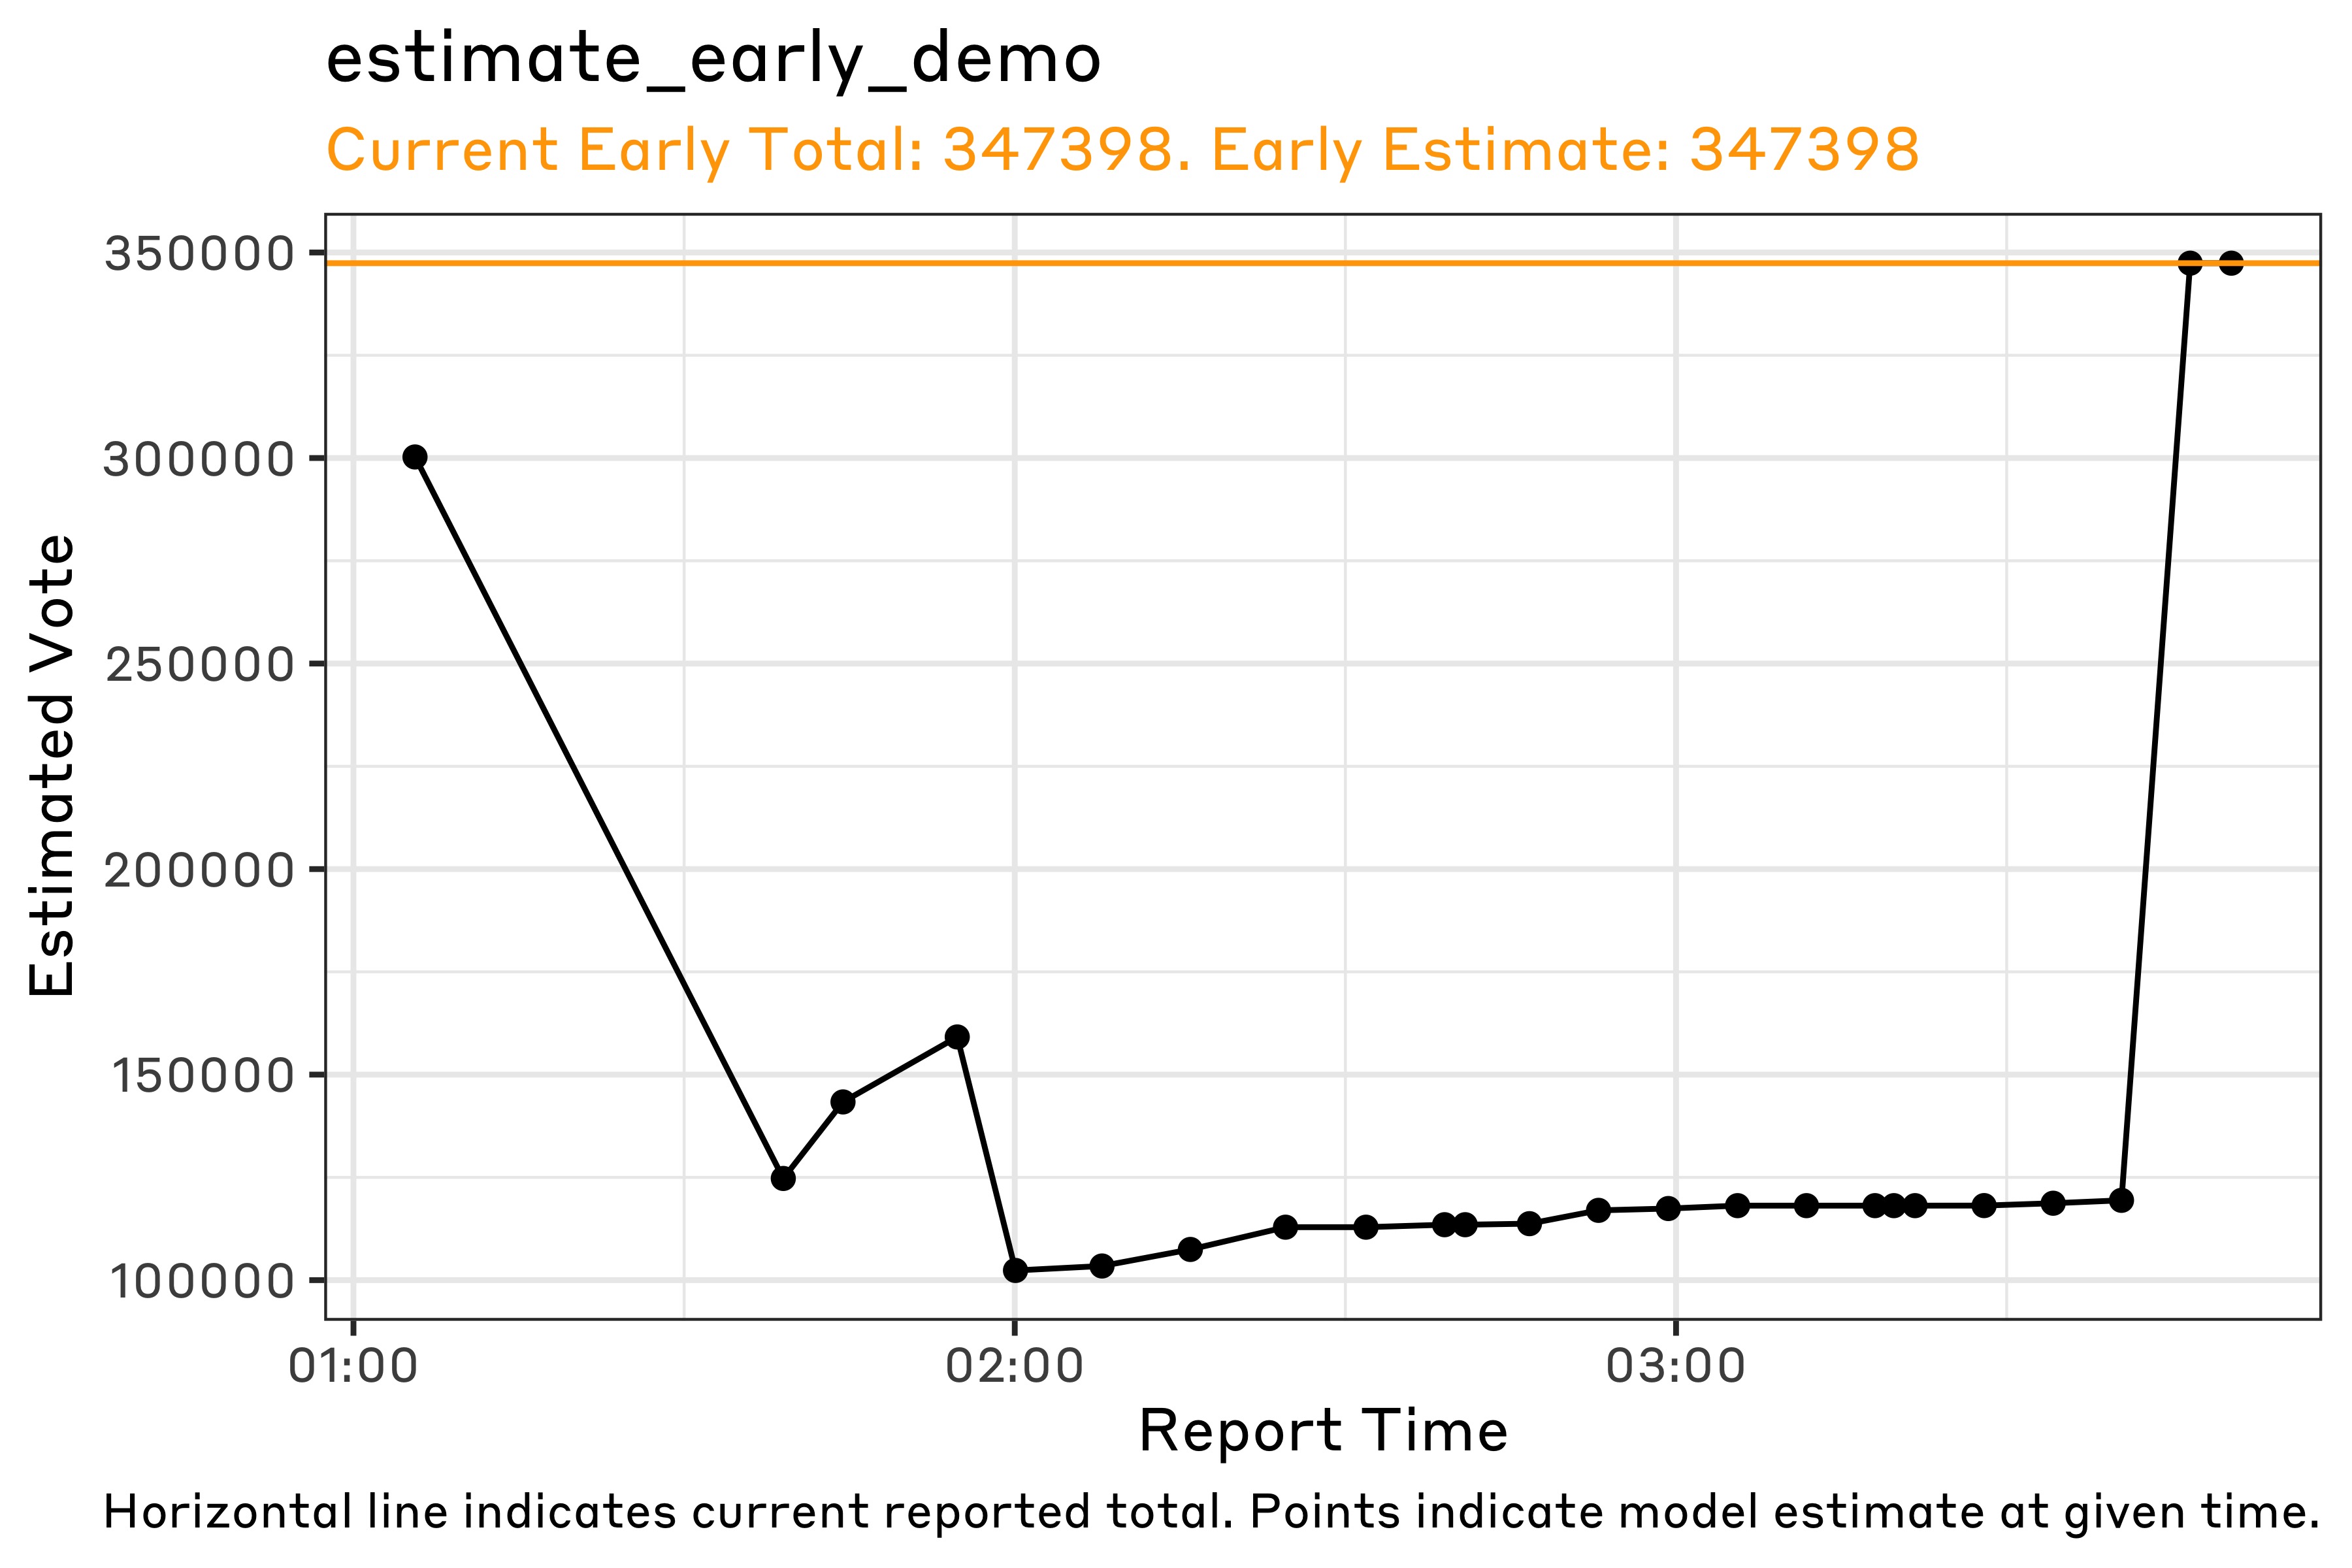 estimate_early_demo
Current Early Total: 347398. Early Estimate: 347398
Estimated Vote
350000
300000
250000
200000
150000
100000
01:00 02:00 03:00
Report Time
Horizontal line indicates current reported total. Points indicate model estimate at given time.